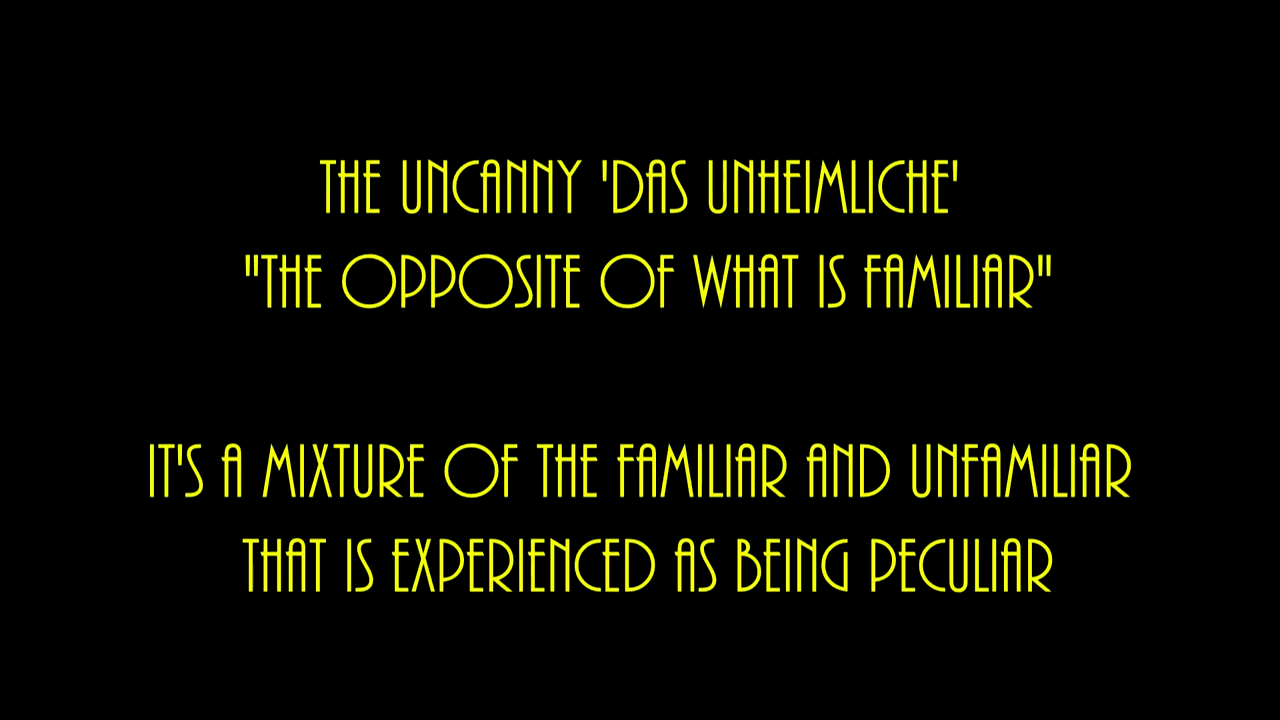 THE UNCANNY 'DAS UNHEIMLICHE'
"THE OPPOSITE OF WHAT IS FAMILIAR"
IT'S A MIXTURE OF THE FAMILIAR AND UNFAMILIAR
THAT IS EXPERIENCED AS BEING PECULIAR